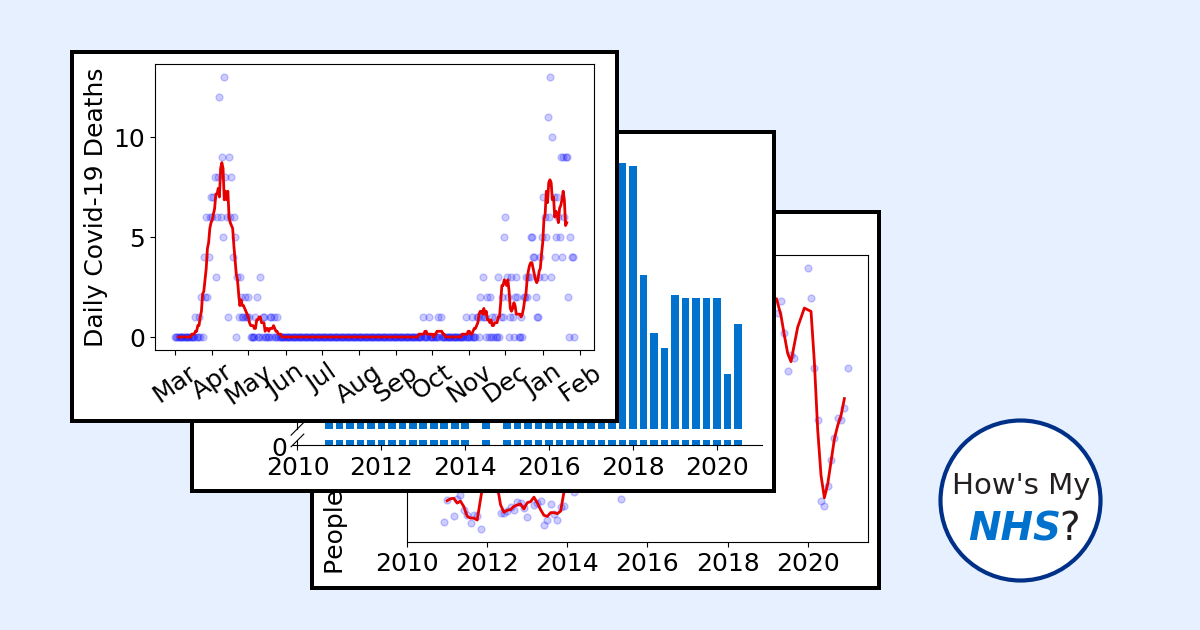 Daily Covid-19 Deaths
10
5
0
Mar Apr May Jun Jul Aug Sep Oct Nov Dec Jan Feb
0
2010 2012 2014 2016 2018 2020
People
2010 2012 2014 2016 2018 2020
How's My
NHS?